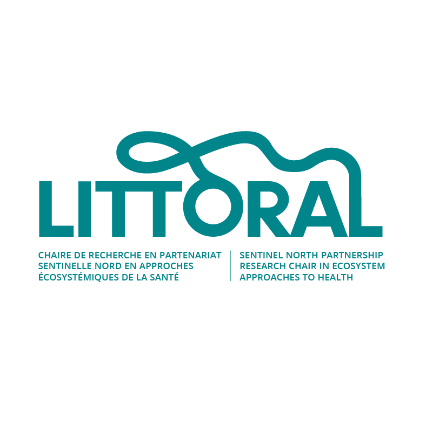 LITTORAL
CHAIRE DE RECHERCHE EN PARTENARIAT
SENTINELLE NORD EN APPROCHES
ÉCOSYSTÉMIQUES DE LA SANTÉ
SENTINEL NORTH PARTNERSHIP
RESEARCH CHAIR IN ECOSYSTEM
APPROACHES TO HEALTH